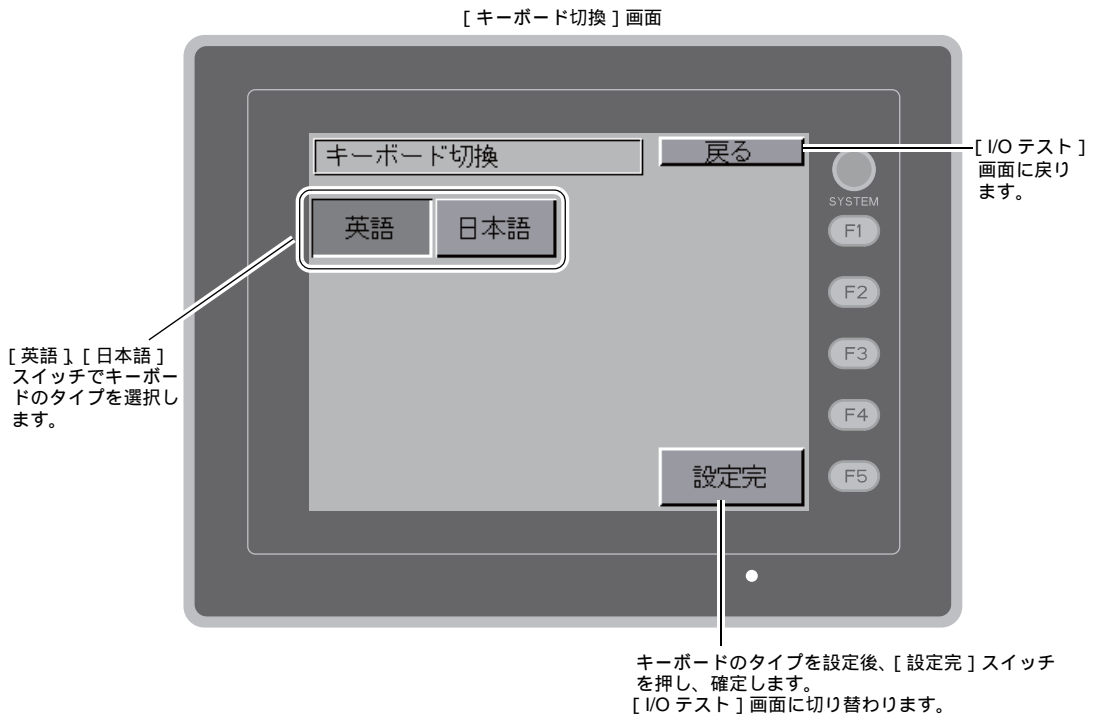 [ キーボード切換 ] 画面
キーボード切換
戻る
[ I/O テスト ]
画面に戻り
ます。
SYSTEM
英語
日本語
F1
F2
F3
[ 英語 ]、[ 日本語 ]
スイッチでキーボー
ドのタイプを選択し
ます。
F4
設定完
F5
キーボードのタイプを設定後、[ 設定完 ] スイッチ
を押し、確定します。
[ I/O テスト ] 画面に切り替わります。